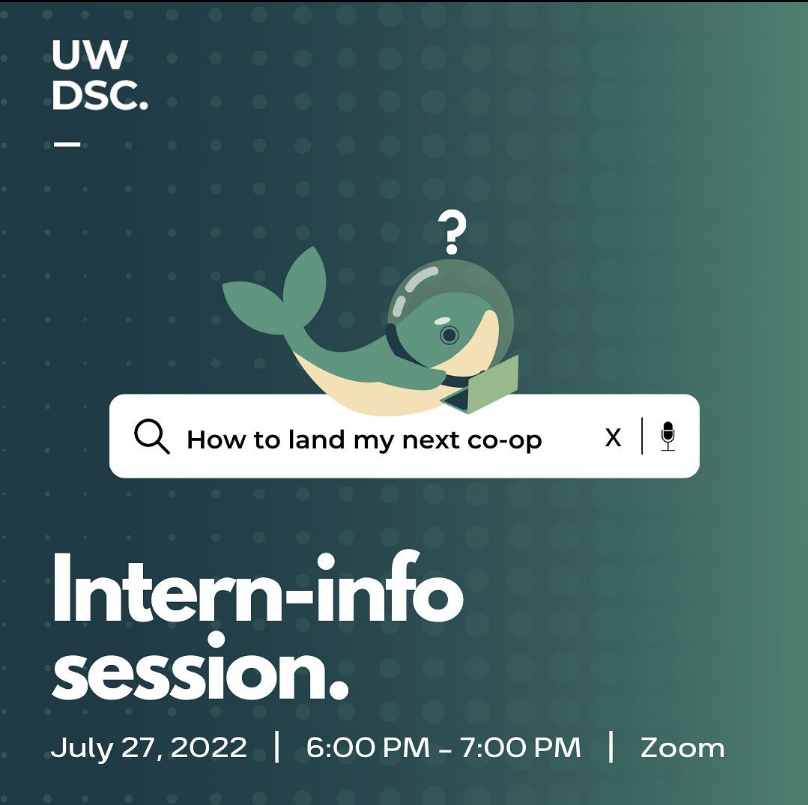 UW
DSC.
?
How to land my next co-op X
Intern-info
session.
July 27, 2022 | 6:00 PM – 7:00 PM | Zoom